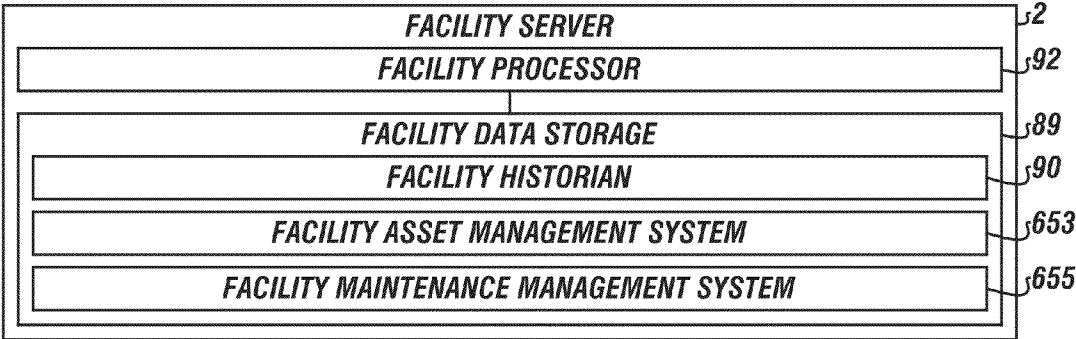 FACILITY SERVER 2
FACILITY PROCESSOR 92
FACILITY DATA STORAGE 89
FACILITY HISTORIAN 90
FACILITY ASSET MANAGEMENT SYSTEM 653
FACILITY MAINTENANCE MANAGEMENT SYSTEM 655